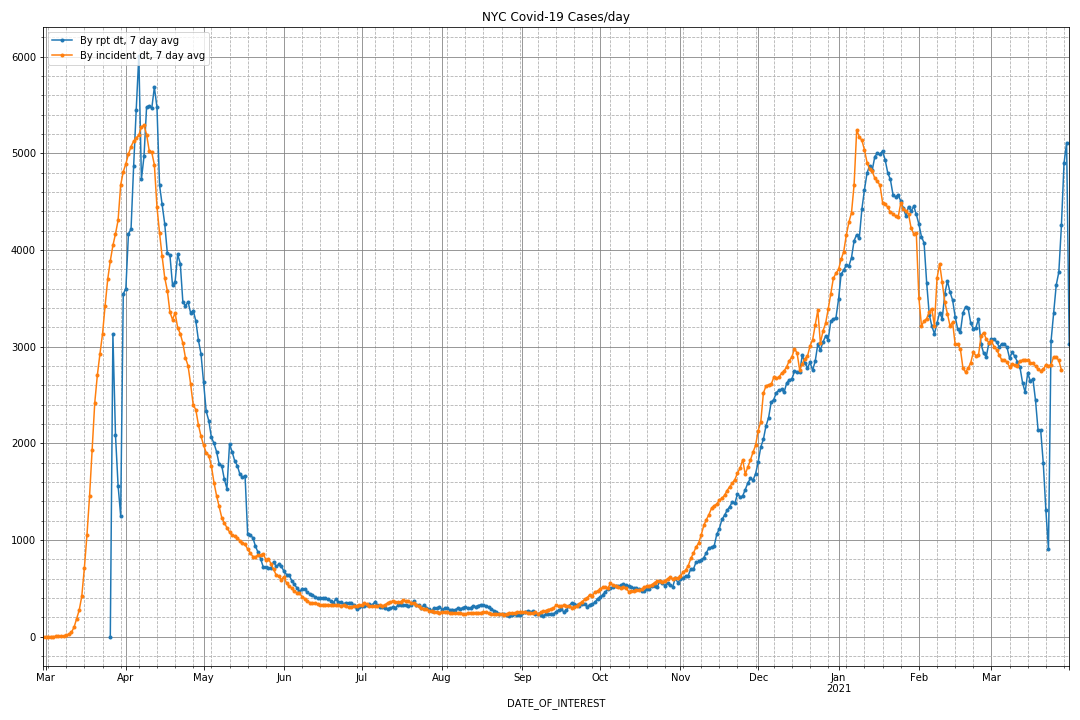 NYC Covid-19 Cases/day
By rpt dt, 7 day avg
By incident dt, 7 day avg
6000
5000
4000
3000
2000
1000
0
Mar Apr May Jun Jul Aug Sep Oct Nov Dec Jan Feb Mar
2021
DATE_OF_INTEREST